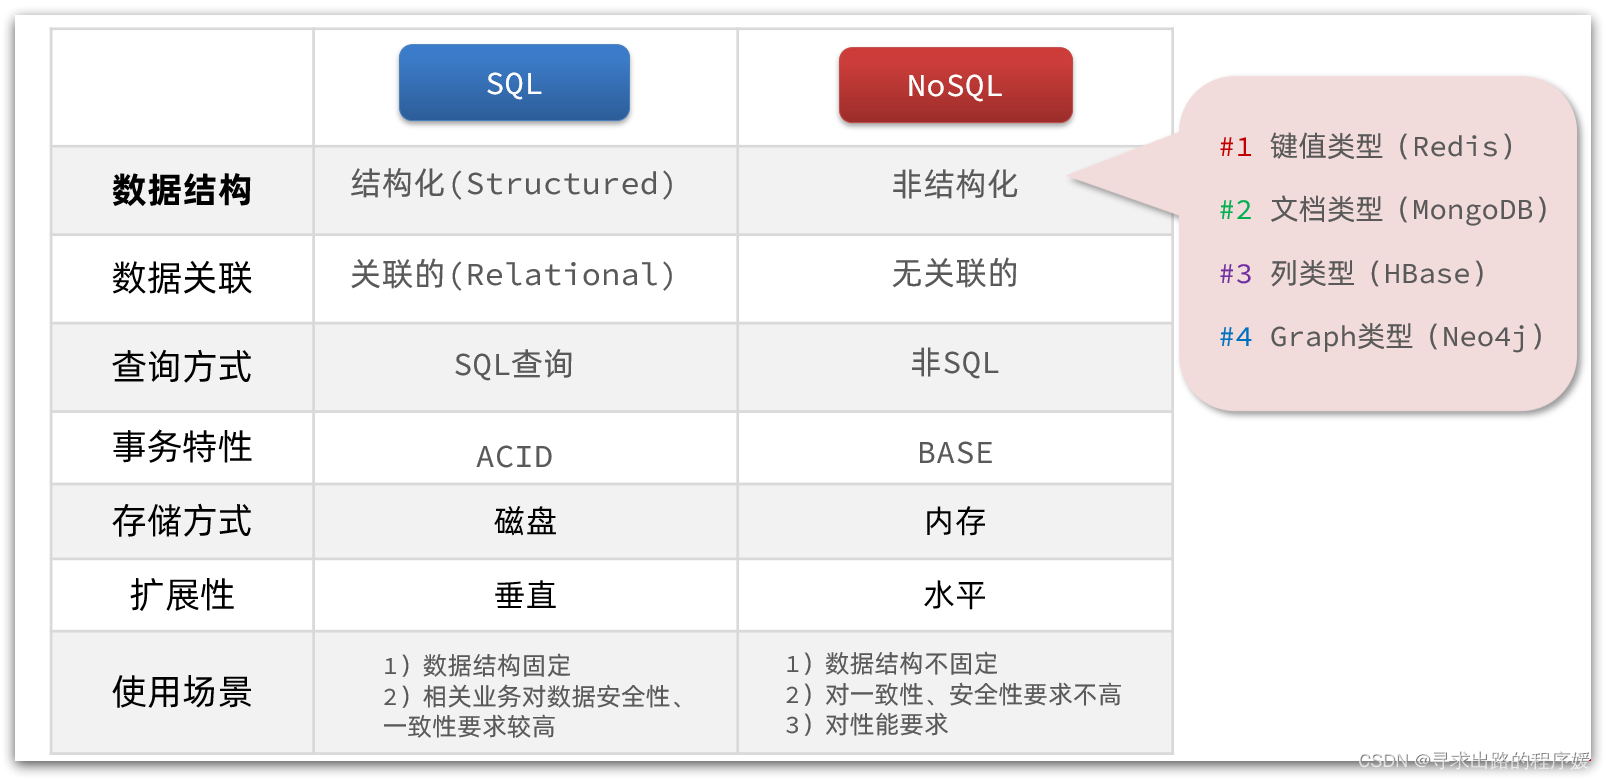 SQL
NoSQL
数据结构
结构化(Structured)
非结构化
数据关联
关联的(Relational)
无关联的
查询方式
SQL查询
非SQL
事务特性
ACID
BASE
存储方式
磁盘
内存
扩展性
垂直
水平
使用场景
1）数据结构固定
2）相关业务对数据安全性、
一致性要求较高
1）数据结构不固定
2）对一致性、安全性要求不高
3）对性能要求
#1 键值类型（Redis）
#2 文档类型（MongoDB）
#3 列类型（HBase）
#4 Graph类型（Neo4j）
CSDN @寻求出路的程序媛